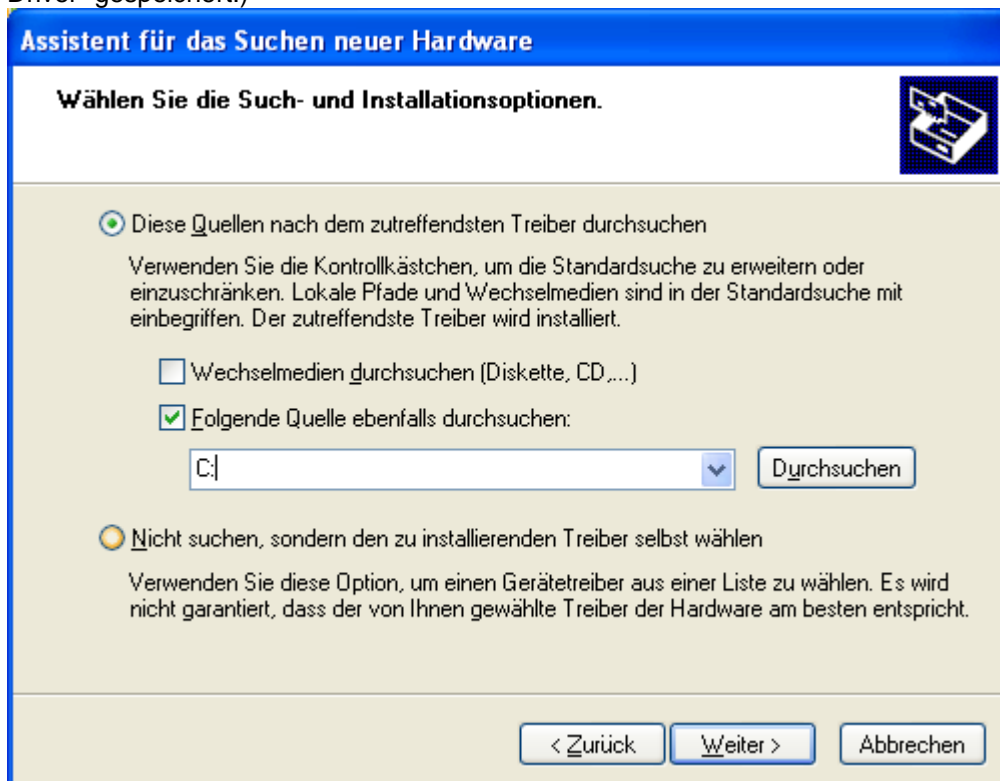 Driver" gespeichert.)
Assistent für das Suchen neuer Hardware
Wählen Sie die Such- und Installationsoptionen.
Diese Quellen nach dem zutreffendsten Treiber durchsuchen
Verwenden Sie die Kontrollkästchen, um die Standardsuche zu erweitern oder
einzuschränken. Lokale Pfade und Wechselmedien sind in der Standardsuche mit
einbegriffen. Der zutreffendste Treiber wird installiert.
Wechselmedien durchsuchen (Diskette, CD,...)
Folgende Quelle ebenfalls durchsuchen:
C:
Durchsuchen
Nicht suchen, sondern den zu installierenden Treiber selbst wählen
Verwenden Sie diese Option, um einen Gerätetreiber aus einer Liste zu wählen. Es wird
nicht garantiert, dass der von Ihnen gewählte Treiber der Hardware am besten entspricht.
< Zurück
Weiter >
Abbrechen